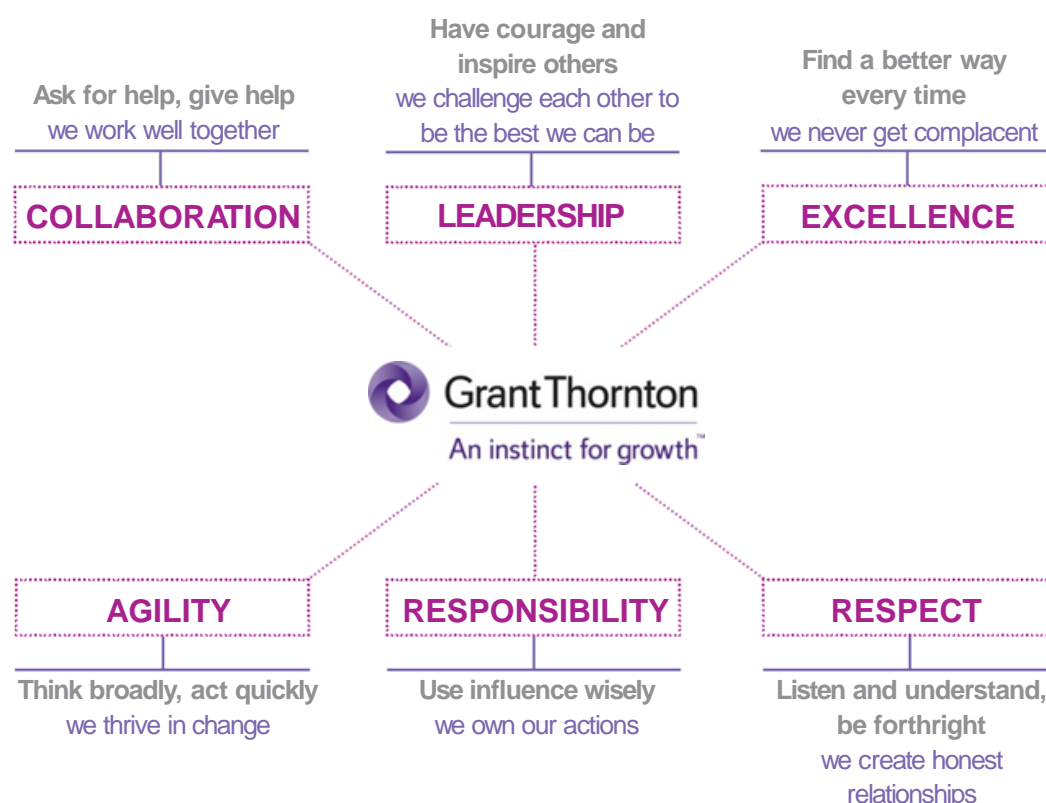 Ask for help, give help
we work well together
COLLABORATION
Have courage and
inspire others
we challenge each other to
be the best we can be
LEADERSHIP
Find a better way
every time
we never get complacent
EXCELLENCE
Grant Thornton
An instinct for growth™
AGILITY
Think broadly, act quickly
we thrive in change
RESPONSIBILITY
Use influence wisely
we own our actions
RESPECT
Listen and understand,
be forthright
we create honest
relationships